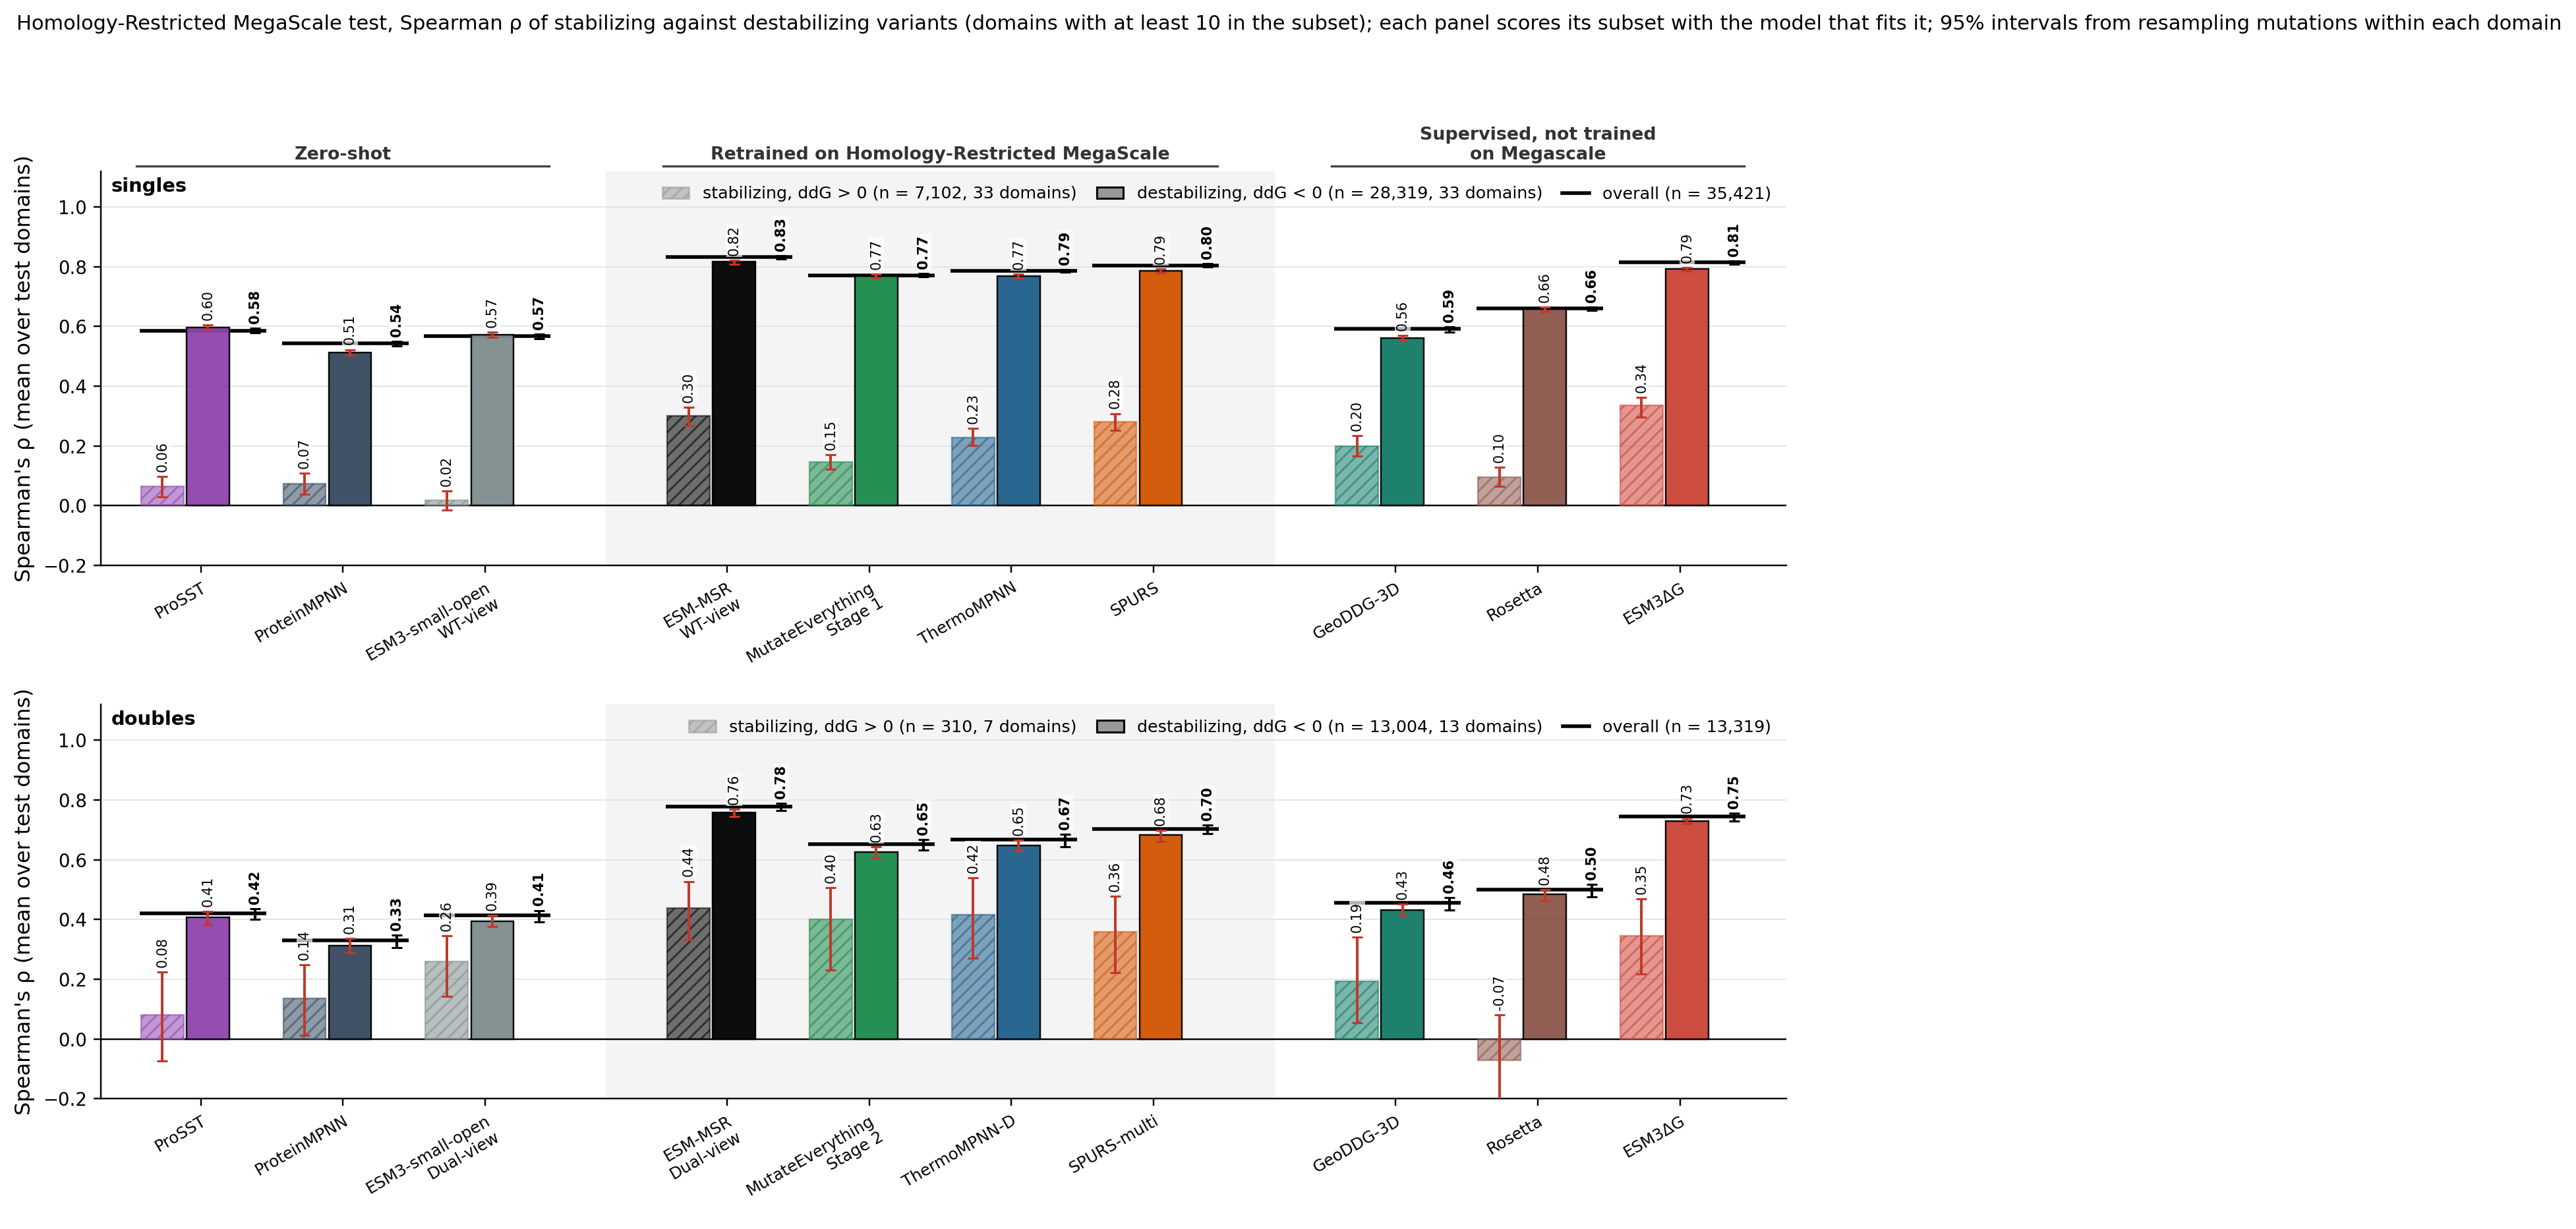 Homology-Restricted MegaScale test, Spearman ρ of stabilizing against destabilizing variants (domains with at least 10 in the subset); each panel scores its subset with the model that fits it; 95% intervals from resampling mutations within each domain
Zero-shot
Retrained on Homology-Restricted MegaScale
Supervised, not trained
on Megascale
singles
stabilizing, ddG > 0 (n = 7,102, 33 domains)
destabilizing, ddG < 0 (n = 28,319, 33 domains)
overall (n = 35,421)
Spearman's ρ (mean over test domains)
1.0
0.8
0.6
0.4
0.2
0.0
−0.2
0.06
0.60
0.58
0.07
0.51
0.54
0.02
0.57
0.57
0.30
0.82
0.83
0.15
0.77
0.77
0.23
0.77
0.79
0.28
0.79
0.80
0.20
0.56
0.59
0.10
0.66
0.66
0.34
0.79
0.81
ProSST
ProteinMPNN
ESM3-small-open
WT-view
ESM-MSR
WT-view
MutateEverything
Stage 1
ThermoMPNN
SPURS
GeoDDG-3D
Rosetta
ESM3ΔG
doubles
stabilizing, ddG > 0 (n = 310, 7 domains)
destabilizing, ddG < 0 (n = 13,004, 13 domains)
overall (n = 13,319)
Spearman's ρ (mean over test domains)
1.0
0.8
0.6
0.4
0.2
0.0
−0.2
0.08
0.41
0.42
0.14
0.31
0.33
0.26
0.39
0.41
0.44
0.76
0.78
0.40
0.63
0.65
0.42
0.65
0.67
0.36
0.68
0.70
0.19
0.43
0.46
-0.07
0.48
0.50
0.35
0.73
0.75
ProSST
ProteinMPNN
ESM3-small-open
Dual-view
ESM-MSR
Dual-view
MutateEverything
Stage 2
ThermoMPNN-D
SPURS-multi
GeoDDG-3D
Rosetta
ESM3ΔG